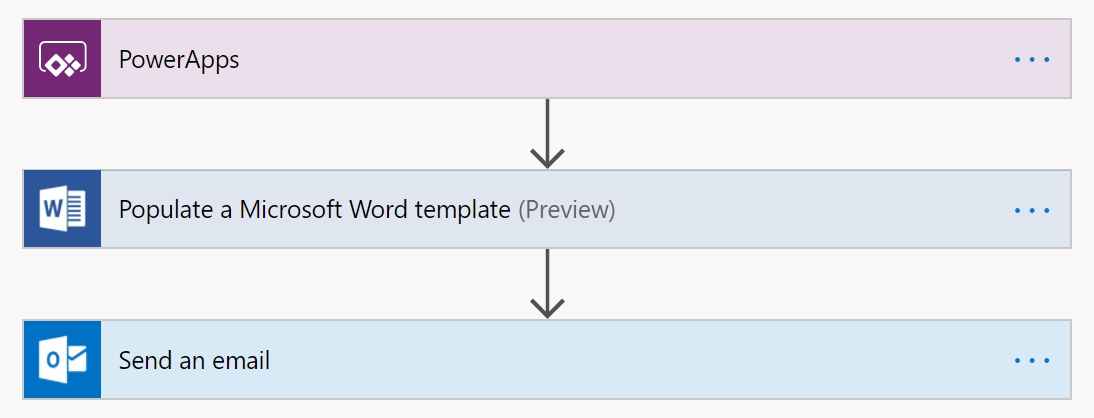 PowerApps
Populate a Microsoft Word template (Preview)
Send an email